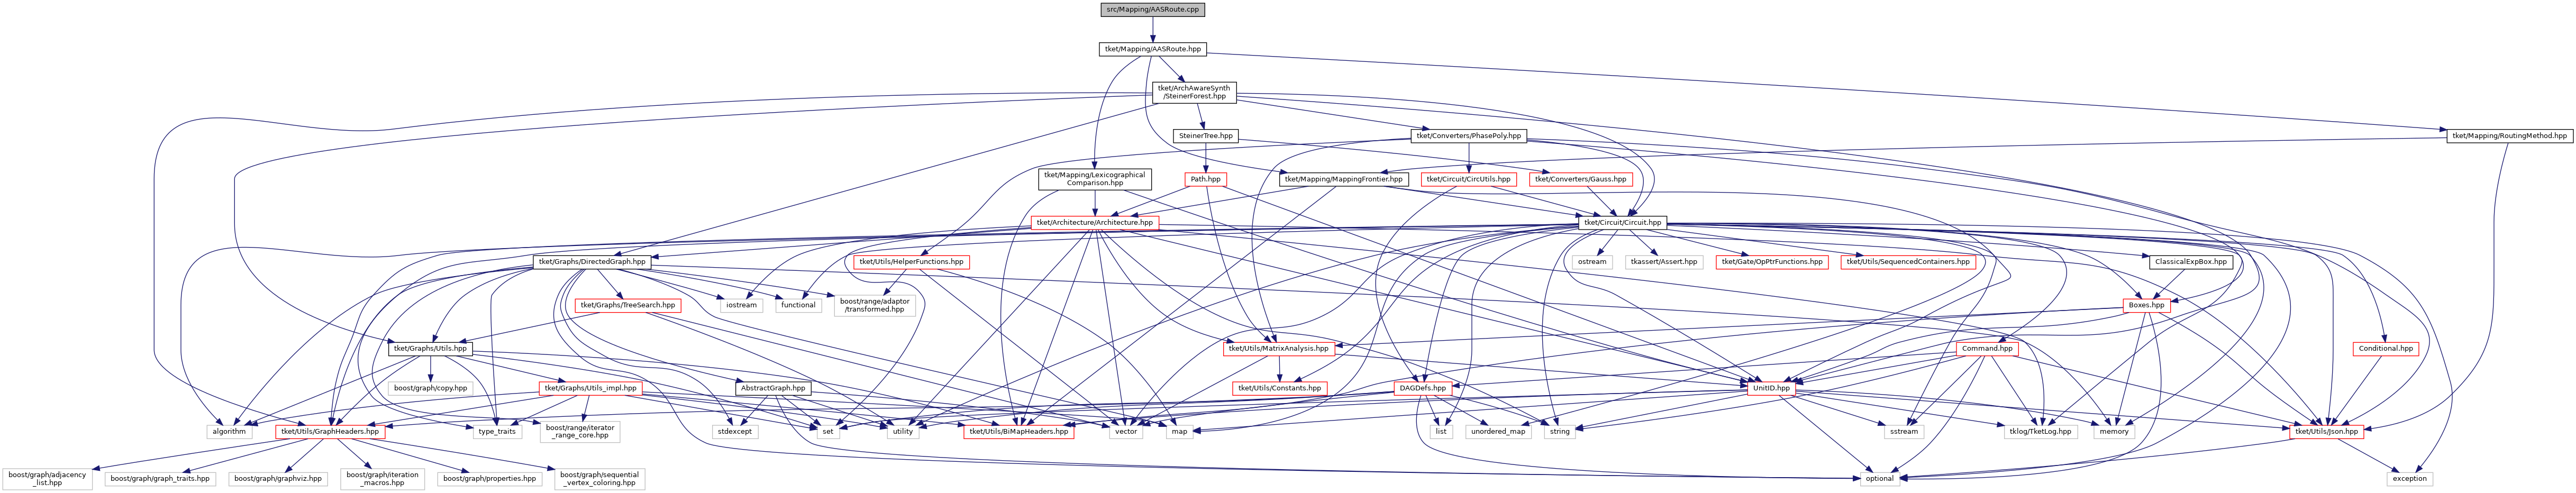 src/Mapping/AASRoute.cpp
tket/Mapping/AASRoute.hpp
tket/ArchAwareSynth
/SteinerForest.hpp
SteinerTree.hpp
tket/Converters/PhasePoly.hpp
tket/Mapping/RoutingMethod.hpp
tket/Mapping/Lexicographical
Comparison.hpp
Path.hpp
tket/Mapping/MappingFrontier.hpp
tket/Circuit/CircUtils.hpp
tket/Converters/Gauss.hpp
tket/Architecture/Architecture.hpp
tket/Circuit/Circuit.hpp
tket/Graphs/DirectedGraph.hpp
tket/Utils/HelperFunctions.hpp
ostream
tkassert/Assert.hpp
tket/Gate/OpPtrFunctions.hpp
tket/Utils/SequencedContainers.hpp
ClassicalExpBox.hpp
tket/Graphs/TreeSearch.hpp
iostream
functional
boost/range/adaptor
/transformed.hpp
Boxes.hpp
tket/Graphs/Utils.hpp
tket/Utils/MatrixAnalysis.hpp
Command.hpp
Conditional.hpp
boost/graph/copy.hpp
tket/Graphs/Utils_impl.hpp
AbstractGraph.hpp
tket/Utils/Constants.hpp
DAGDefs.hpp
UnitID.hpp
algorithm
tket/Utils/GraphHeaders.hpp
type_traits
boost/range/iterator
_range_core.hpp
stdexcept
set
utility
tket/Utils/BiMapHeaders.hpp
vector
map
list
unordered_map
string
sstream
tklog/TketLog.hpp
memory
tket/Utils/Json.hpp
boost/graph/adjacency
_list.hpp
boost/graph/graph_traits.hpp
boost/graph/graphviz.hpp
boost/graph/iteration
_macros.hpp
boost/graph/properties.hpp
boost/graph/sequential
_vertex_coloring.hpp
optional
exception